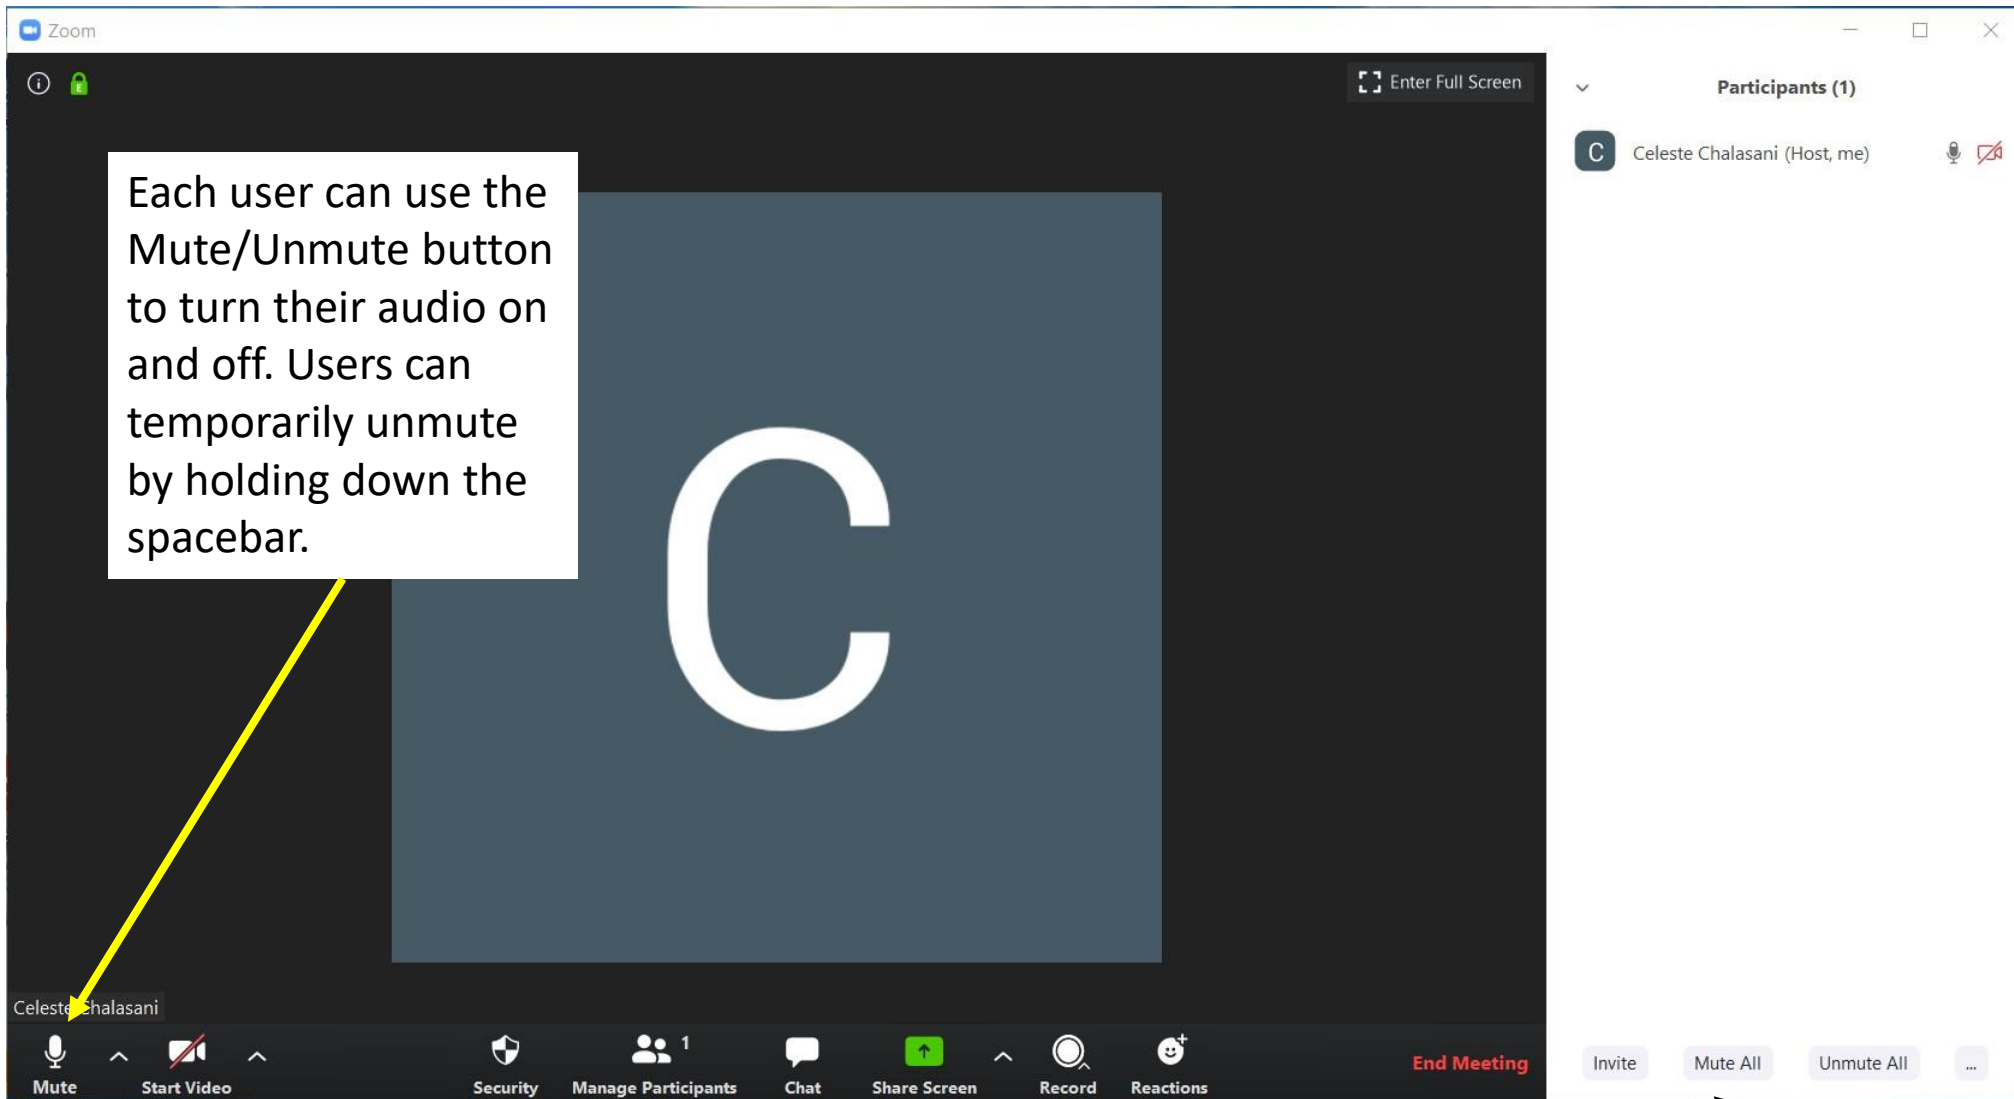 Zoom
Enter Full Screen
Participants (1)
C
Celeste Chalasani (Host, me)
Each user can use the
Mute/Unmute button
to turn their audio on
and off. Users can
temporarily unmute
by holding down the
spacebar.
C
Celeste Chalasani
1
Mute
Start Video
Security
Manage Participants
Chat
Share Screen
Record
Reactions
End Meeting
Invite
Mute All
Unmute All
...